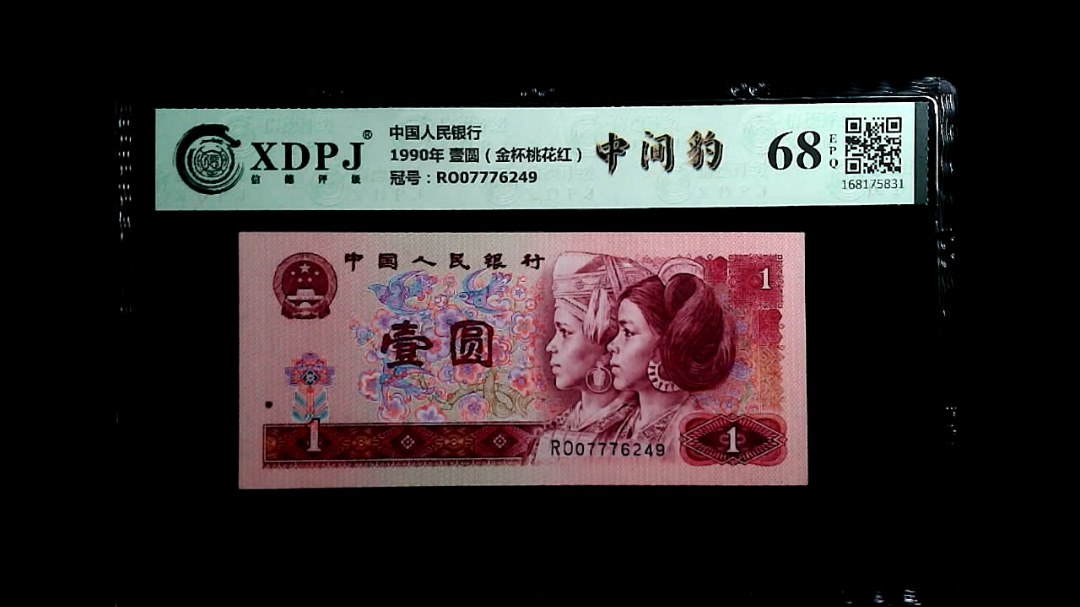 XDPJ®
信德评级
中国人民银行
1990年 壹圆（金杯桃花红）
冠号：RO07776249
中间豹
68
EPQ
168175831
中国人民银行
1
壹圆
1
RO07776249
1